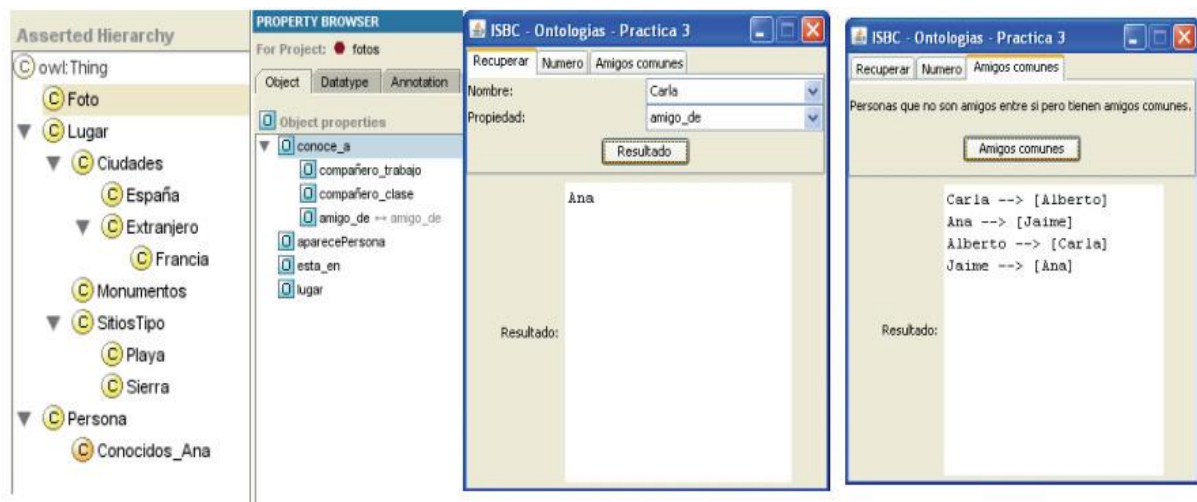 Asserted Hierarchy
C owl:Thing
C Foto
C Lugar
C Ciudades
C España
C Extranjero
C Francia
C Monumentos
C SitiosTipo
C Playa
C Sierra
C Persona
C Conocidos_Ana
PROPERTY BROWSER
For Project: fotos
Object Datatype Annotation
O Object properties
O conoce_a
O compañero_trabajo
O compañero_clase
O amigo_de ↔ amigo_de
O aparecePersona
O esta_en
O lugar
ISBC - Ontologias - Practica 3
Recuperar Numero Amigos comunes
Nombre: Carla
Propiedad: amigo_de
Resultado
Ana
Resultado:
ISBC - Ontologias - Practica 3
Recuperar Numero Amigos comunes
Personas que no son amigos entre si pero tienen amigos comunes.
Amigos comunes
Carla --> [Alberto]
Ana --> [Jaime]
Alberto --> [Carla]
Jaime --> [Ana]
Resultado: